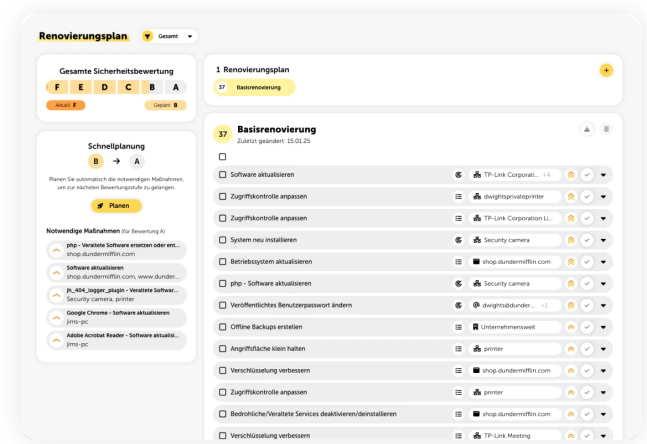 Renovierungsplan
Gesamt
Gesamte Sicherheitsbewertung
F E D C B A
Aktuell F
Geplant B
Schnellplanung
B → A
Planen Sie automatisch die notwendigen Maßnahmen,
um zur nächsten Bewertungsstufe zu gelangen.
Planen
Notwendige Maßnahmen (für Bewertung A)
php - Veraltete Software ersetzen oder ent...
shop.dundermifflin.com
Software aktualisieren
shop.dundermifflin.com, www.dunder...
jh_404_logger_plugin - Veraltete Softwar...
Security camera, printer
Google Chrome - Software aktualisieren
jims-pc
Adobe Acrobat Reader - Software aktualisi...
jims-pc
1 Renovierungsplan
+
37 Basisrenovierung
37 Basisrenovierung
Zuletzt geändert: 15.01.25
Software aktualisieren TP-Link Corporati... +4
Zugriffskontrolle anpassen dwightsprivateprinter
Zugriffskontrolle anpassen TP-Link Corporation Li...
System neu installieren Security camera
Betriebssystem aktualisieren shop.dundermifflin.com
php - Software aktualisieren Security camera
Veröffentlichtes Benutzerpasswort ändern dwights@dunder... +1
Offline Backups erstellen Unternehmensweit
Angriffsfläche klein halten printer
Verschlüsselung verbessern shop.dundermifflin.com
Zugriffskontrolle anpassen printer
Bedrohliche/Veraltete Services deaktivieren/deinstallieren shop.dundermifflin.com
Verschlüsselung verbessern TP-Link Meeting